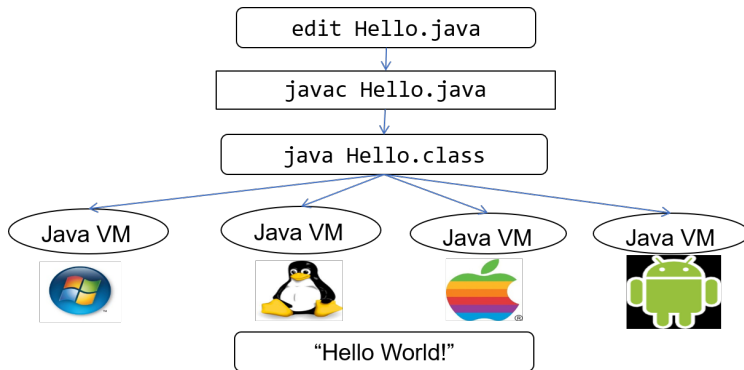 edit Hello.java
javac Hello.java
java Hello.class
Java VM
Java VM
Java VM
Java VM
™
®
“Hello World!”